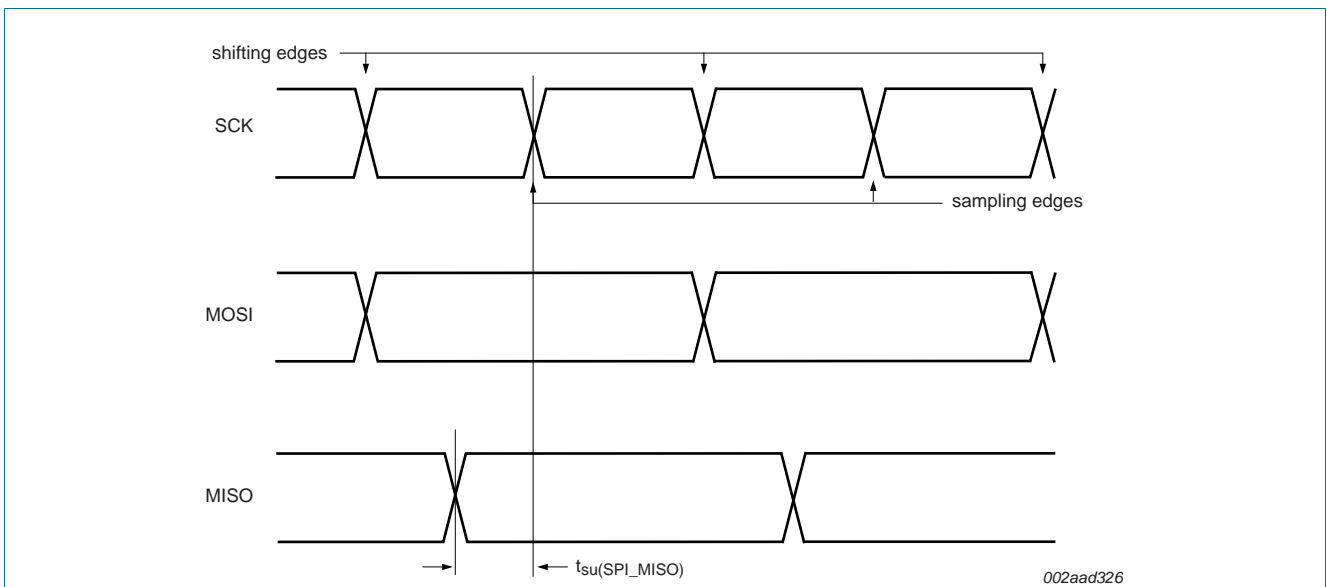 shifting edges
SCK
sampling edges
MOSI
MISO
tsu(SPI_MISO)
002aad326